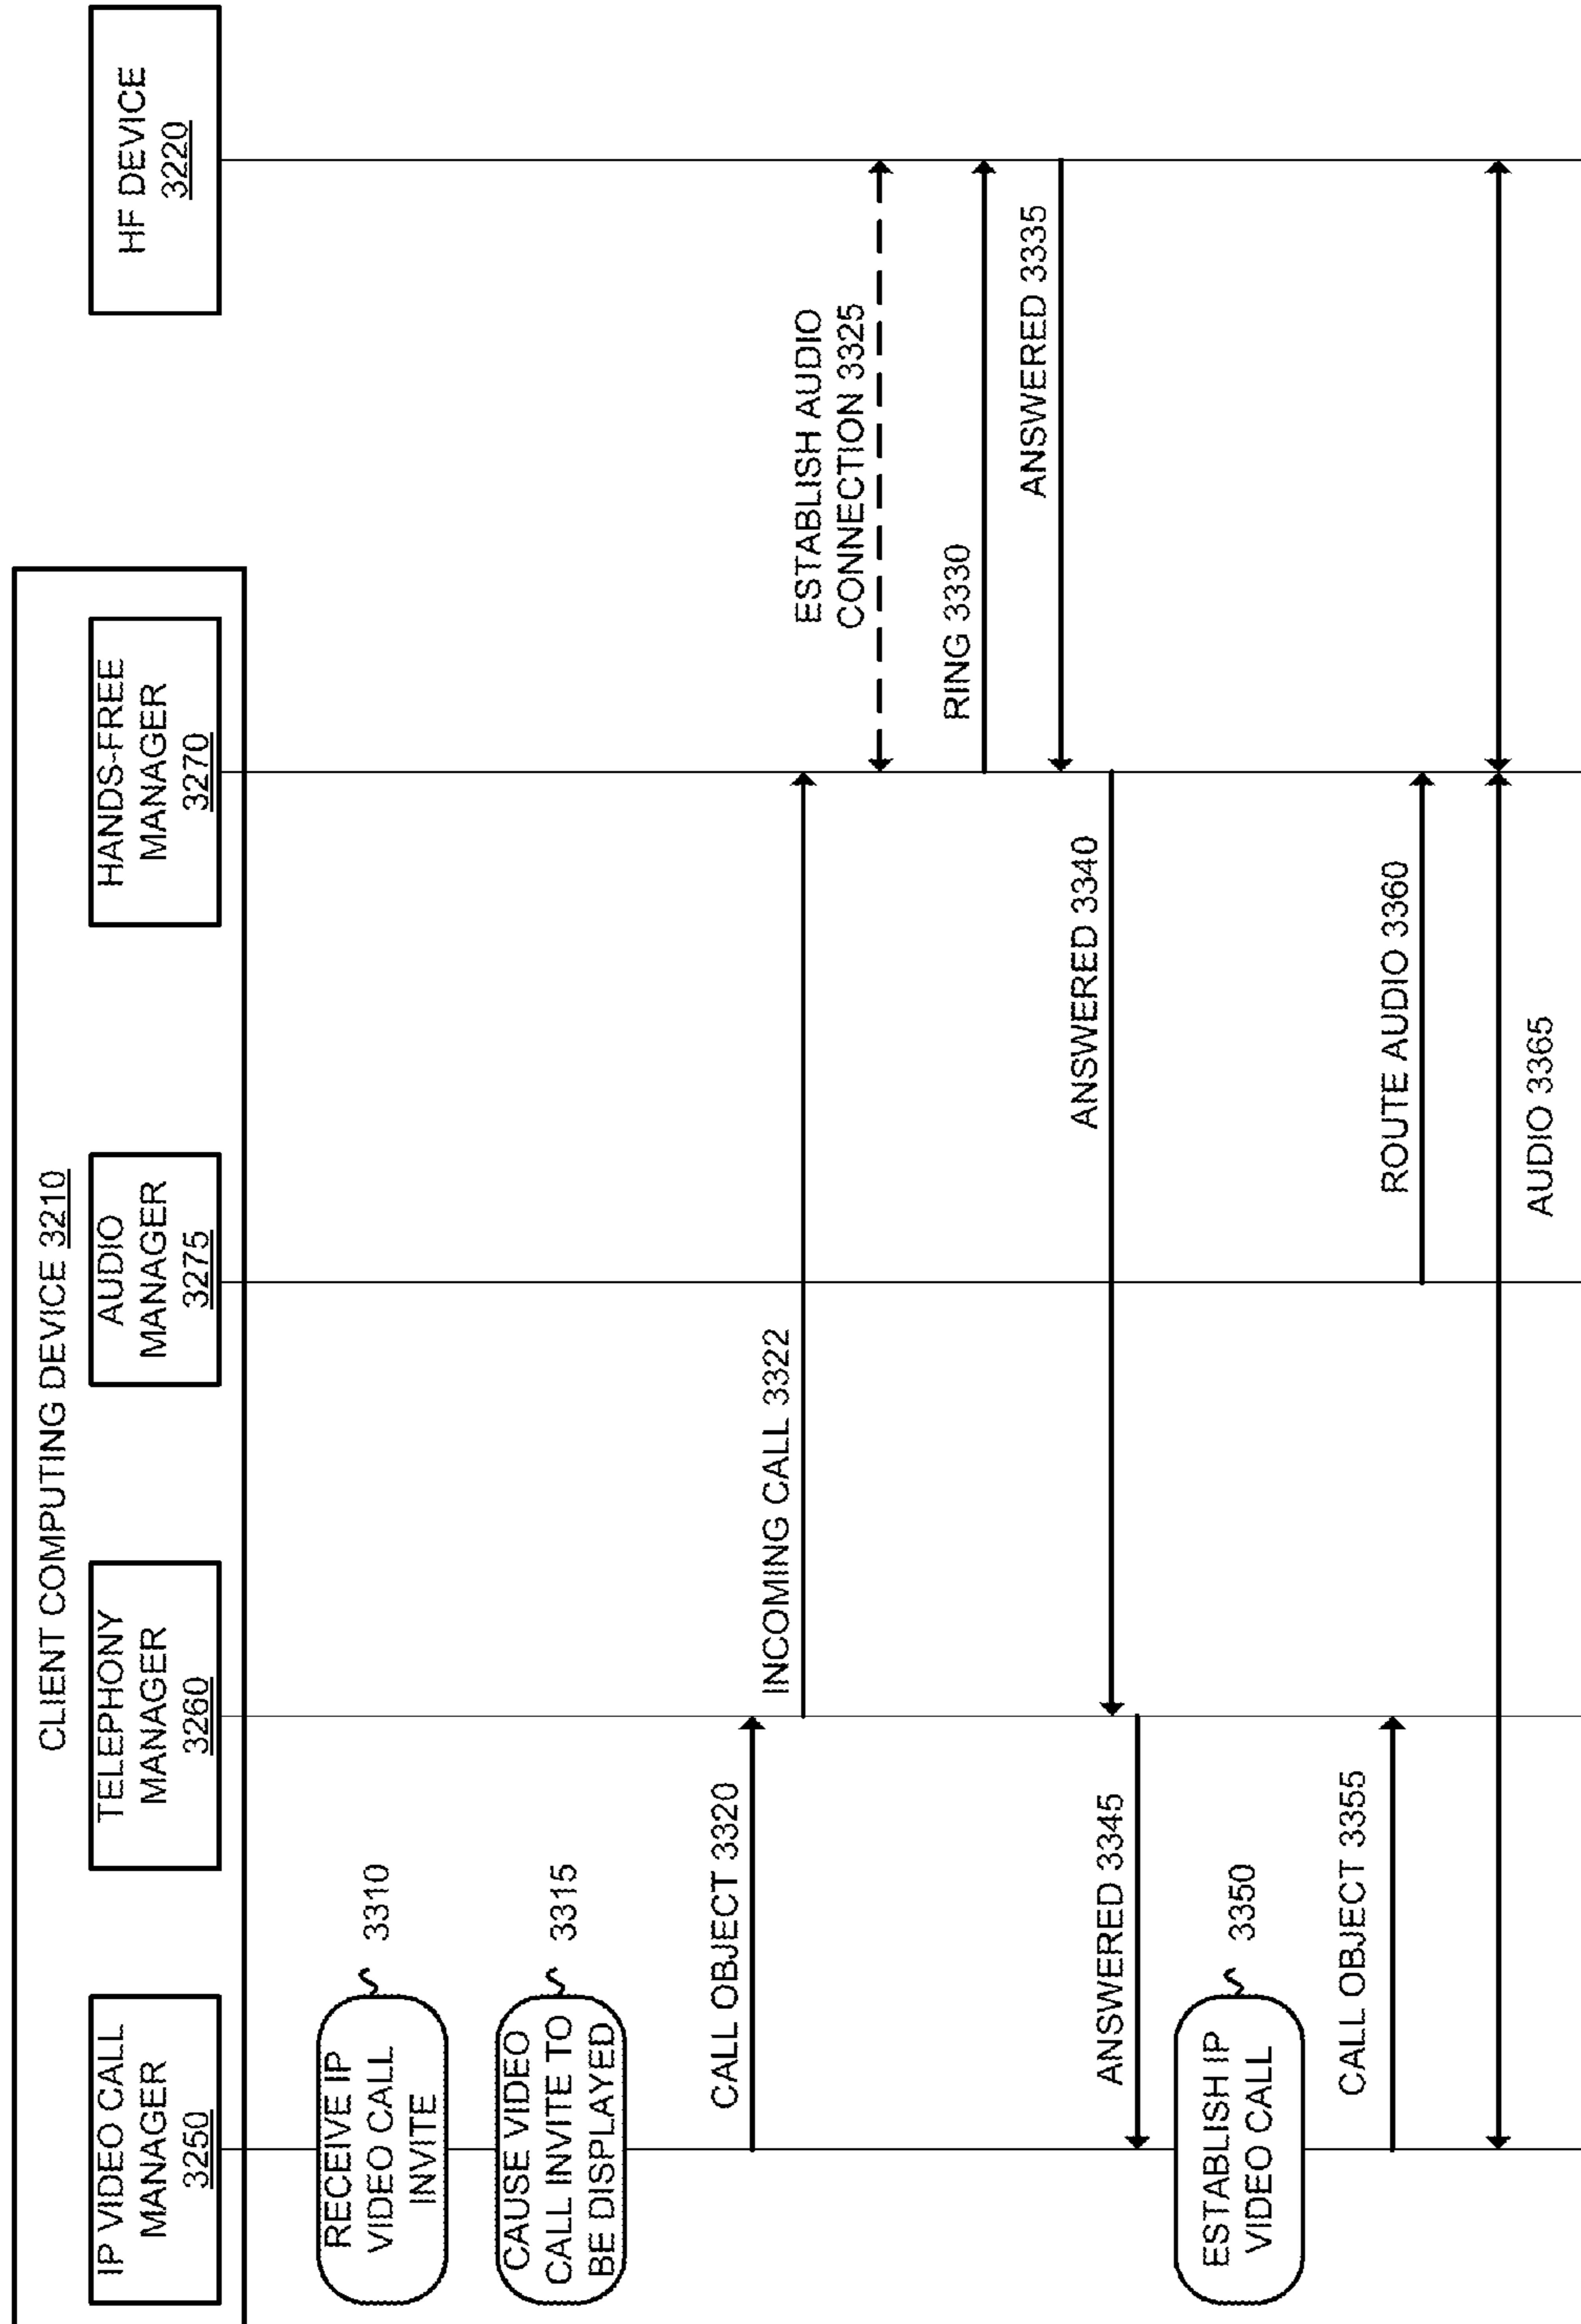 CLIENT COMPUTING DEVICE 3210
IP VIDEO CALL
MANAGER
3250
TELEPHONY
MANAGER
3260
AUDIO
MANAGER
3275
HANDS-FREE
MANAGER
3270
HF DEVICE
3220
RECEIVE IP
VIDEO CALL
INVITE
3310
CAUSE VIDEO
CALL INVITE TO
BE DISPLAYED
3315
CALL OBJECT 3320
INCOMING CALL 3322
ESTABLISH AUDIO
CONNECTION 3325
RING 3330
ANSWERED 3335
ANSWERED 3340
ANSWERED 3345
ESTABLISH IP
VIDEO CALL
3350
CALL OBJECT 3355
ROUTE AUDIO 3360
AUDIO 3365